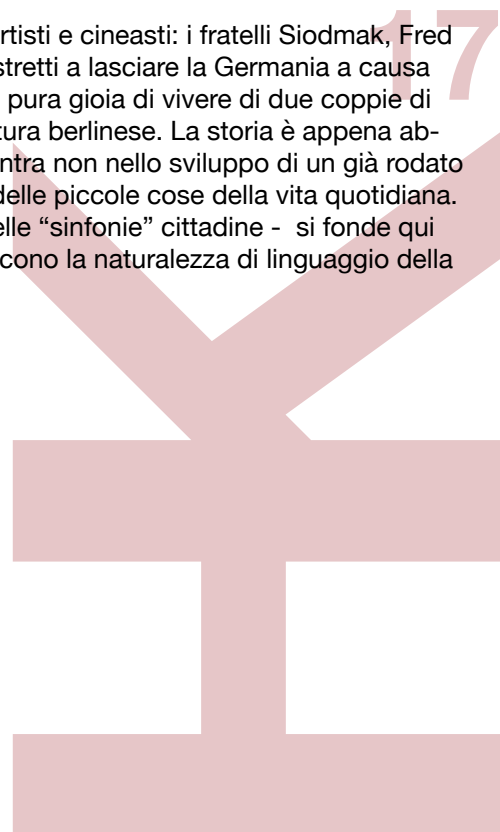 17
rtisti e cineasti: i fratelli Siodmak, Fred
stretti a lasciare la Germania a causa
pura gioia di vivere di due coppie di
tura berlinese. La storia è appena ab-
ntra non nello sviluppo di un già rodato
delle piccole cose della vita quotidiana.
elle “sinfonie” cittadine -  si fonde qui
cono la naturalezza di linguaggio della